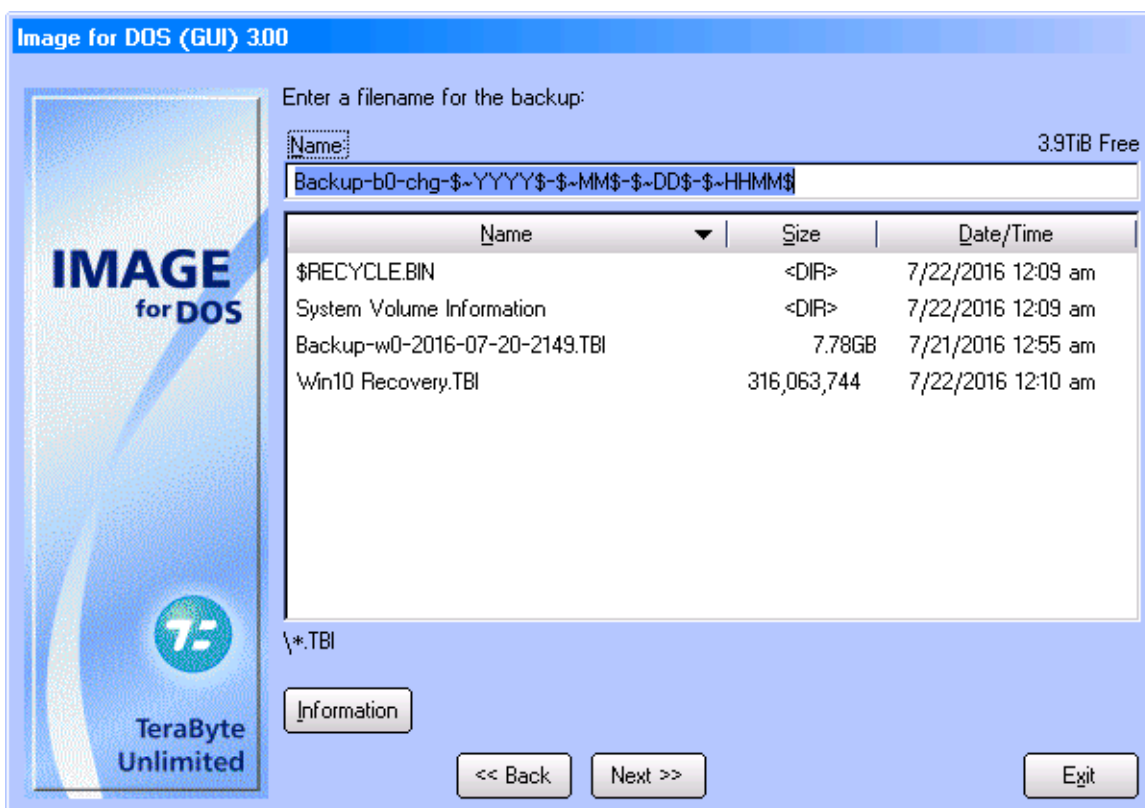 Image for DOS (GUI) 3.00
Enter a filename for the backup:
Name:
3.9TiB Free
Backup-b0-chg-$~YYYY$-$~MM$-$~DD$-$~HHMM$
Name Size Date/Time
$RECYCLE.BIN <DIR> 7/22/2016 12:09 am
System Volume Information <DIR> 7/22/2016 12:09 am
Backup-w0-2016-07-20-2149.TBI 7.78GB 7/21/2016 12:55 am
Win10 Recovery.TBI 316,063,744 7/22/2016 12:10 am
\*.TBI
IMAGE
for DOS
TeraByte
Unlimited
Information
<< Back
Next >>
Exit